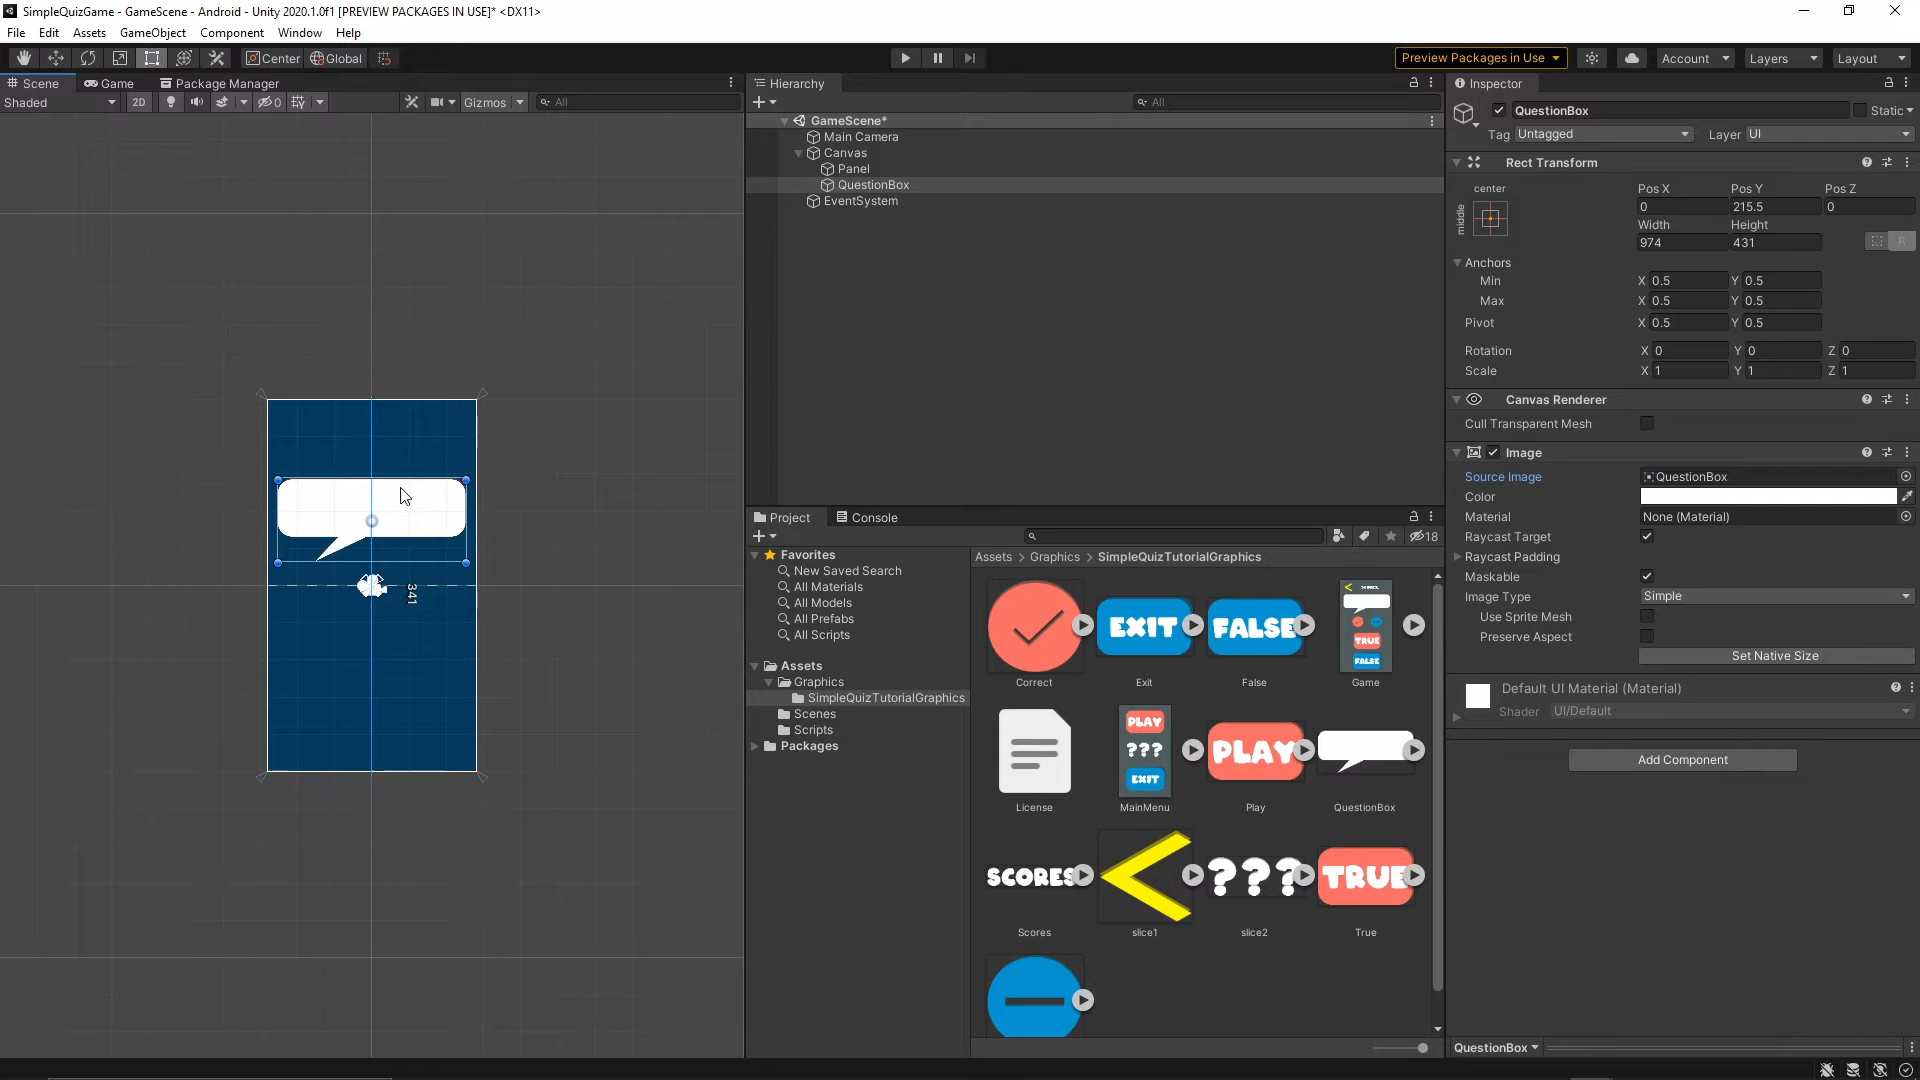 SimpleQuizGame - GameScene - Android - Unity 2020.1.0f1 [PREVIEW PACKAGES IN USE]* <DX11>
File Edit Assets GameObject Component Window Help
Center Global Preview Packages in Use Account Layers Layout
Scene Game Package Manager
Shaded 2D 0 Gizmos All
Hierarchy
All
GameScene*
Main Camera
Canvas
Panel
QuestionBox
EventSystem
341
Project Console
18
Favorites
New Saved Search
All Materials
All Models
All Prefabs
All Scripts
Assets
Graphics
SimpleQuizTutorialGraphics
Scenes
Scripts
Packages
Assets > Graphics > SimpleQuizTutorialGraphics
EXIT FALSE
TRUE
FALSE
Correct Exit False Game
PLAY
???
EXIT
PLAY
License MainMenu Play QuestionBox
SCORES ??? TRUE
Scores slice1 slice2 True
Inspector
QuestionBox Static
Tag Untagged Layer UI
Rect Transform
center Pos X Pos Y Pos Z
middle 0 215.5 0
Width Height
974 431 R
Anchors
Min X 0.5 Y 0.5
Max X 0.5 Y 0.5
Pivot X 0.5 Y 0.5
Rotation X 0 Y 0 Z 0
Scale X 1 Y 1 Z 1
Canvas Renderer
Cull Transparent Mesh
Image
Source Image QuestionBox
Color
Material None (Material)
Raycast Target
Raycast Padding
Maskable
Image Type Simple
Use Sprite Mesh
Preserve Aspect
Set Native Size
Default UI Material (Material)
Shader UI/Default
Add Component
QuestionBox